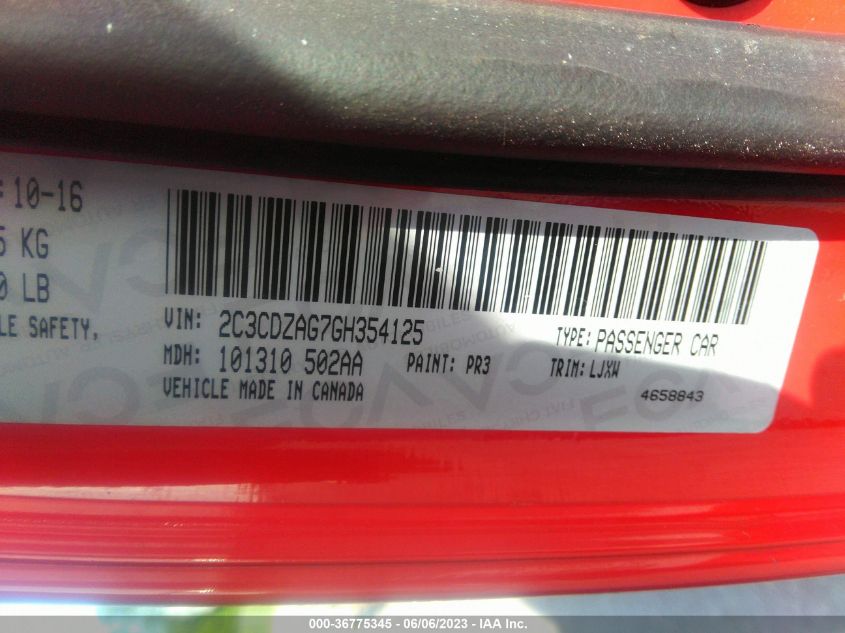 : 10-16
5 KG
0 LB
LE SAFETY,
VIN: 2C3CDZAG7GH354125 TYPE: PASSENGER CAR
MDH: 101310 502AA PAINT: PR3 TRIM: LJXW
VEHICLE MADE IN CANADA 4658843
000-36775345 / 06/06/2023 - © IAA Inc.